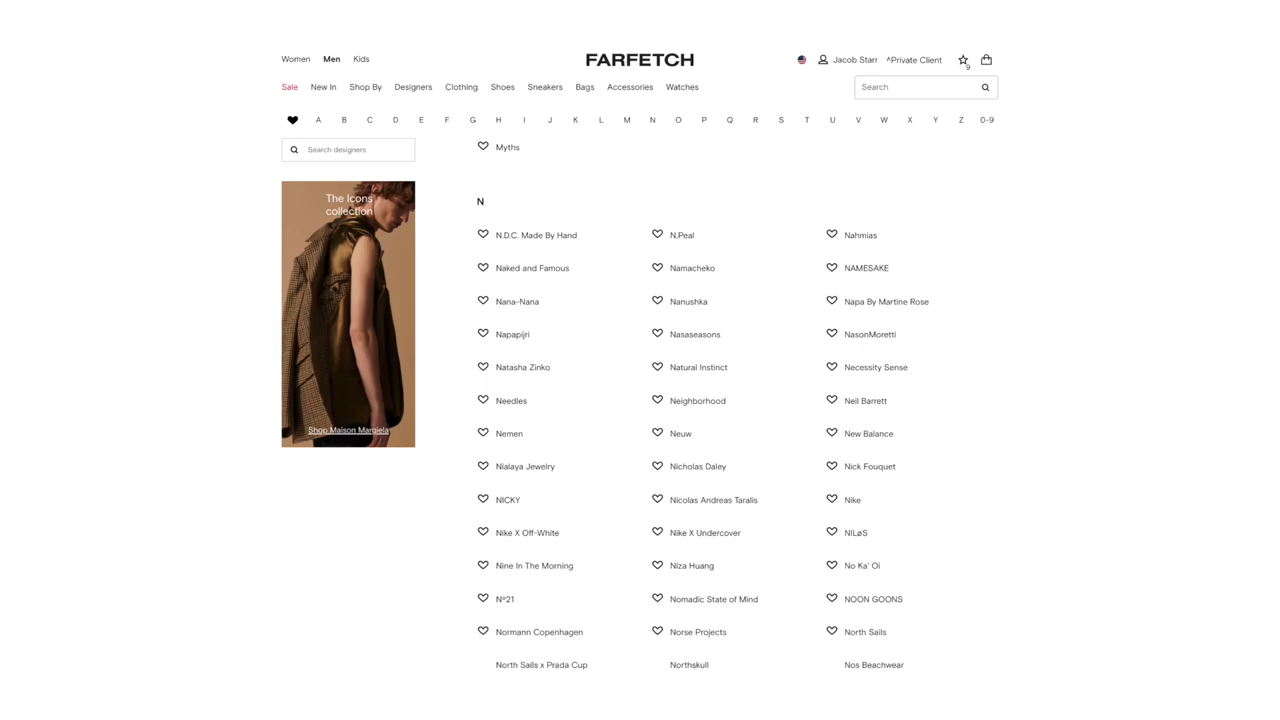 Women Men Kids FARFETCH Jacob Starr ^Private Client 9
Sale New In Shop By Designers Clothing Shoes Sneakers Bags Accessories Watches Search
A B C D E F G H I J K L M N O P Q R S T U V W X Y Z 0-9
Search designers Myths
The Icons
collection
Shop Maison Margiela
N
N.D.C. Made By Hand N.Peal Nahmias
Naked and Famous Namacheko NAMESAKE
Nana-Nana Nanushka Napa By Martine Rose
Napapijri Nasaseasons NasonMoretti
Natasha Zinko Natural Instinct Necessity Sense
Needles Neighborhood Neil Barrett
Nemen Neuw New Balance
Nialaya Jewelry Nicholas Daley Nick Fouquet
NICKY Nicolas Andreas Taralis Nike
Nike X Off-White Nike X Undercover NILøS
Nine In The Morning Niza Huang No Ka' Oi
Nº21 Nomadic State of Mind NOON GOONS
Normann Copenhagen Norse Projects North Sails
North Sails x Prada Cup Northskull Nos Beachwear